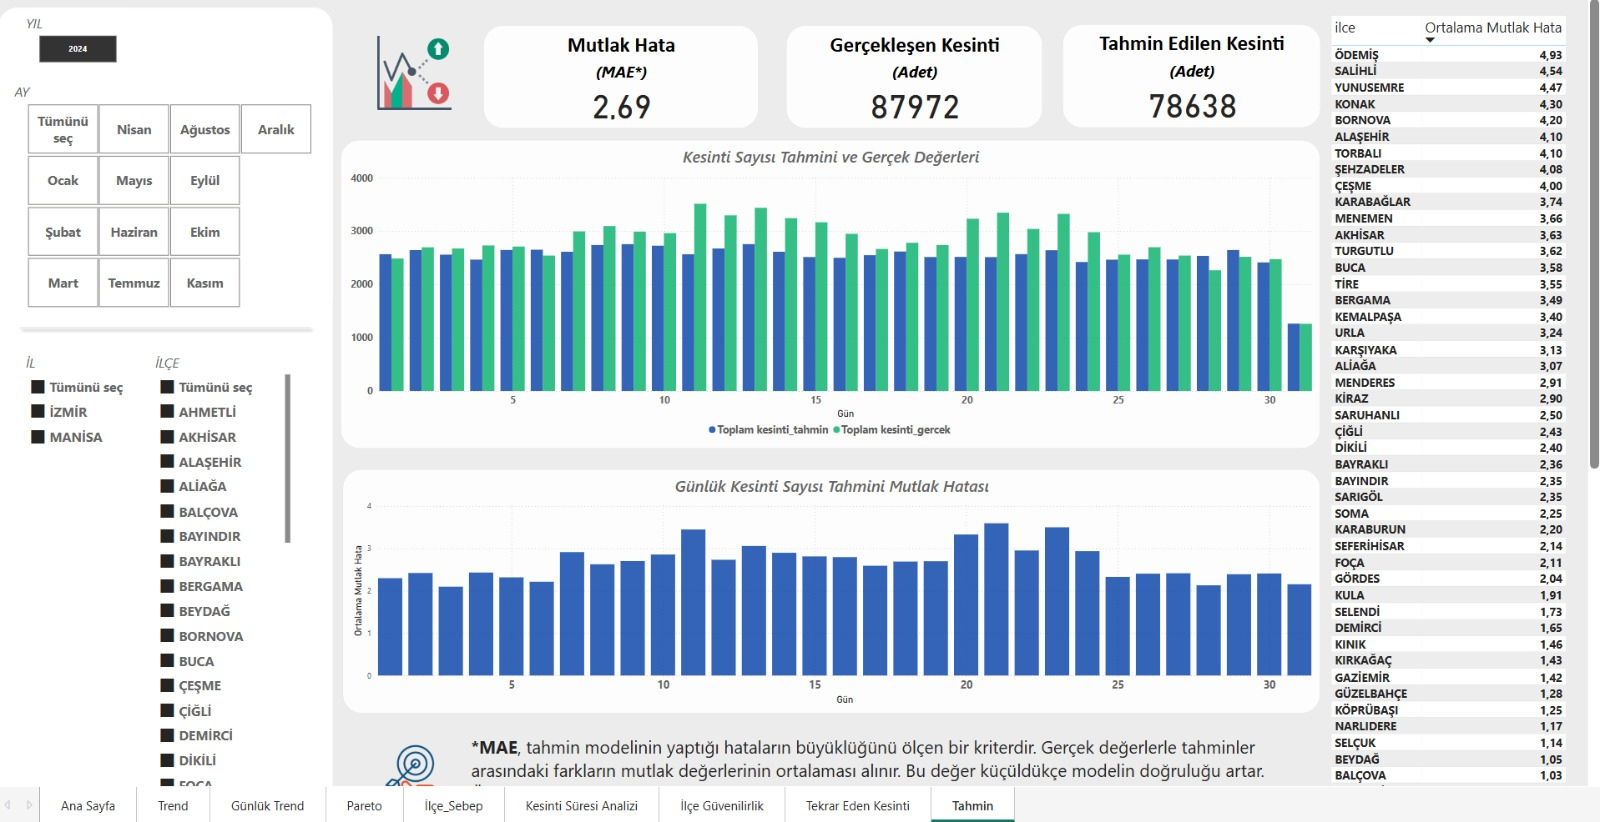 YIL
2024
AY
Tümünü seç
Nisan
Ağustos
Aralık
Ocak
Mayıs
Eylül
Şubat
Haziran
Ekim
Mart
Temmuz
Kasım
İL
Tümünü seç
İZMİR
MANİSA
İLÇE
Tümünü seç
AHMETLİ
AKHİSAR
ALAŞEHİR
ALİAĞA
BALÇOVA
BAYINDIR
BAYRAKLI
BERGAMA
BEYDAĞ
BORNOVA
BUCA
ÇEŞME
ÇİĞLİ
DEMİRCİ
DİKİLİ
FOÇA
Mutlak Hata
(MAE*)
2,69
Gerçekleşen Kesinti
(Adet)
87972
Tahmin Edilen Kesinti
(Adet)
78638
Kesinti Sayısı Tahmini ve Gerçek Değerleri
4000
3000
2000
1000
0
5 10 15 20 25 30
Gün
Toplam kesinti_tahmin Toplam kesinti_gercek
Günlük Kesinti Sayısı Tahmini Mutlak Hatası
Ortalama Mutlak Hata
4
3
2
1
0
5 10 15 20 25 30
Gün
*MAE, tahmin modelinin yaptığı hataların büyüklüğünü ölçen bir kriterdir. Gerçek değerlerle tahminler
arasındaki farkların mutlak değerlerinin ortalaması alınır. Bu değer küçüldükçe modelin doğruluğu artar.
ilce Ortalama Mutlak Hata
ÖDEMİŞ 4,93
SALİHLİ 4,54
YUNUSEMRE 4,47
KONAK 4,30
BORNOVA 4,20
ALAŞEHİR 4,10
TORBALI 4,10
ŞEHZADELER 4,08
ÇEŞME 4,00
KARABAĞLAR 3,74
MENEMEN 3,66
AKHİSAR 3,63
TURGUTLU 3,62
BUCA 3,58
TİRE 3,55
BERGAMA 3,49
KEMALPAŞA 3,40
URLA 3,24
KARŞIYAKA 3,13
ALİAĞA 3,07
MENDERES 2,91
KİRAZ 2,90
SARUHANLI 2,50
ÇİĞLİ 2,43
DİKİLİ 2,40
BAYRAKLI 2,36
BAYINDIR 2,35
SARIGÖL 2,35
SOMA 2,25
KARABURUN 2,20
SEFERİHİSAR 2,14
FOÇA 2,11
GÖRDES 2,04
KULA 1,91
SELENDİ 1,73
DEMİRCİ 1,65
KINIK 1,46
KIRKAĞAÇ 1,43
GAZİEMİR 1,42
GÜZELBAHÇE 1,28
KÖPRÜBAŞI 1,25
NARLIDERE 1,17
SELÇUK 1,14
BEYDAĞ 1,05
BALÇOVA 1,03
Ana Sayfa
Trend
Günlük Trend
Pareto
İlçe_Sebep
Kesinti Süresi Analizi
İlçe Güvenilirlik
Tekrar Eden Kesinti
Tahmin